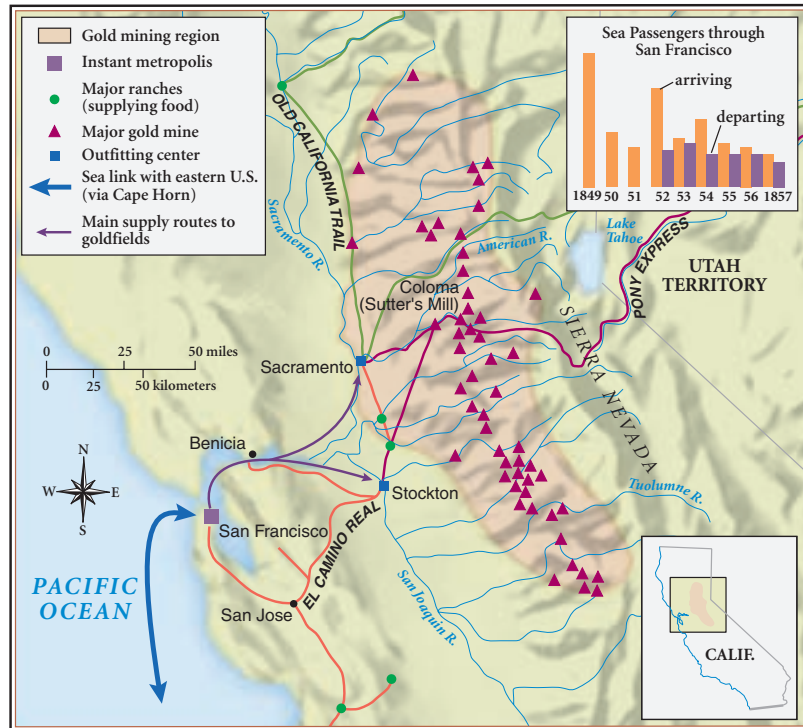 Gold mining region
Instant metropolis
Major ranches
(supplying food)
Major gold mine
Outfitting center
Sea link with eastern U.S.
(via Cape Horn)
Main supply routes to
goldfields
Sea Passengers through
San Francisco
arriving
departing
1849 50 51 52 53 54 55 56 1857
OLD CALIFORNIA TRAIL
Sacramento R.
American R.
Lake
Tahoe
PONY EXPRESS
UTAH
TERRITORY
Coloma
(Sutter's Mill)
SIERRA NEVADA
0 25 50 miles
0 25 50 kilometers
Sacramento
Benicia
N
W E
S
Stockton
Tuolumne R.
San Francisco
EL CAMINO REAL
PACIFIC
OCEAN
San Joaquin R.
San Jose
CALIF.